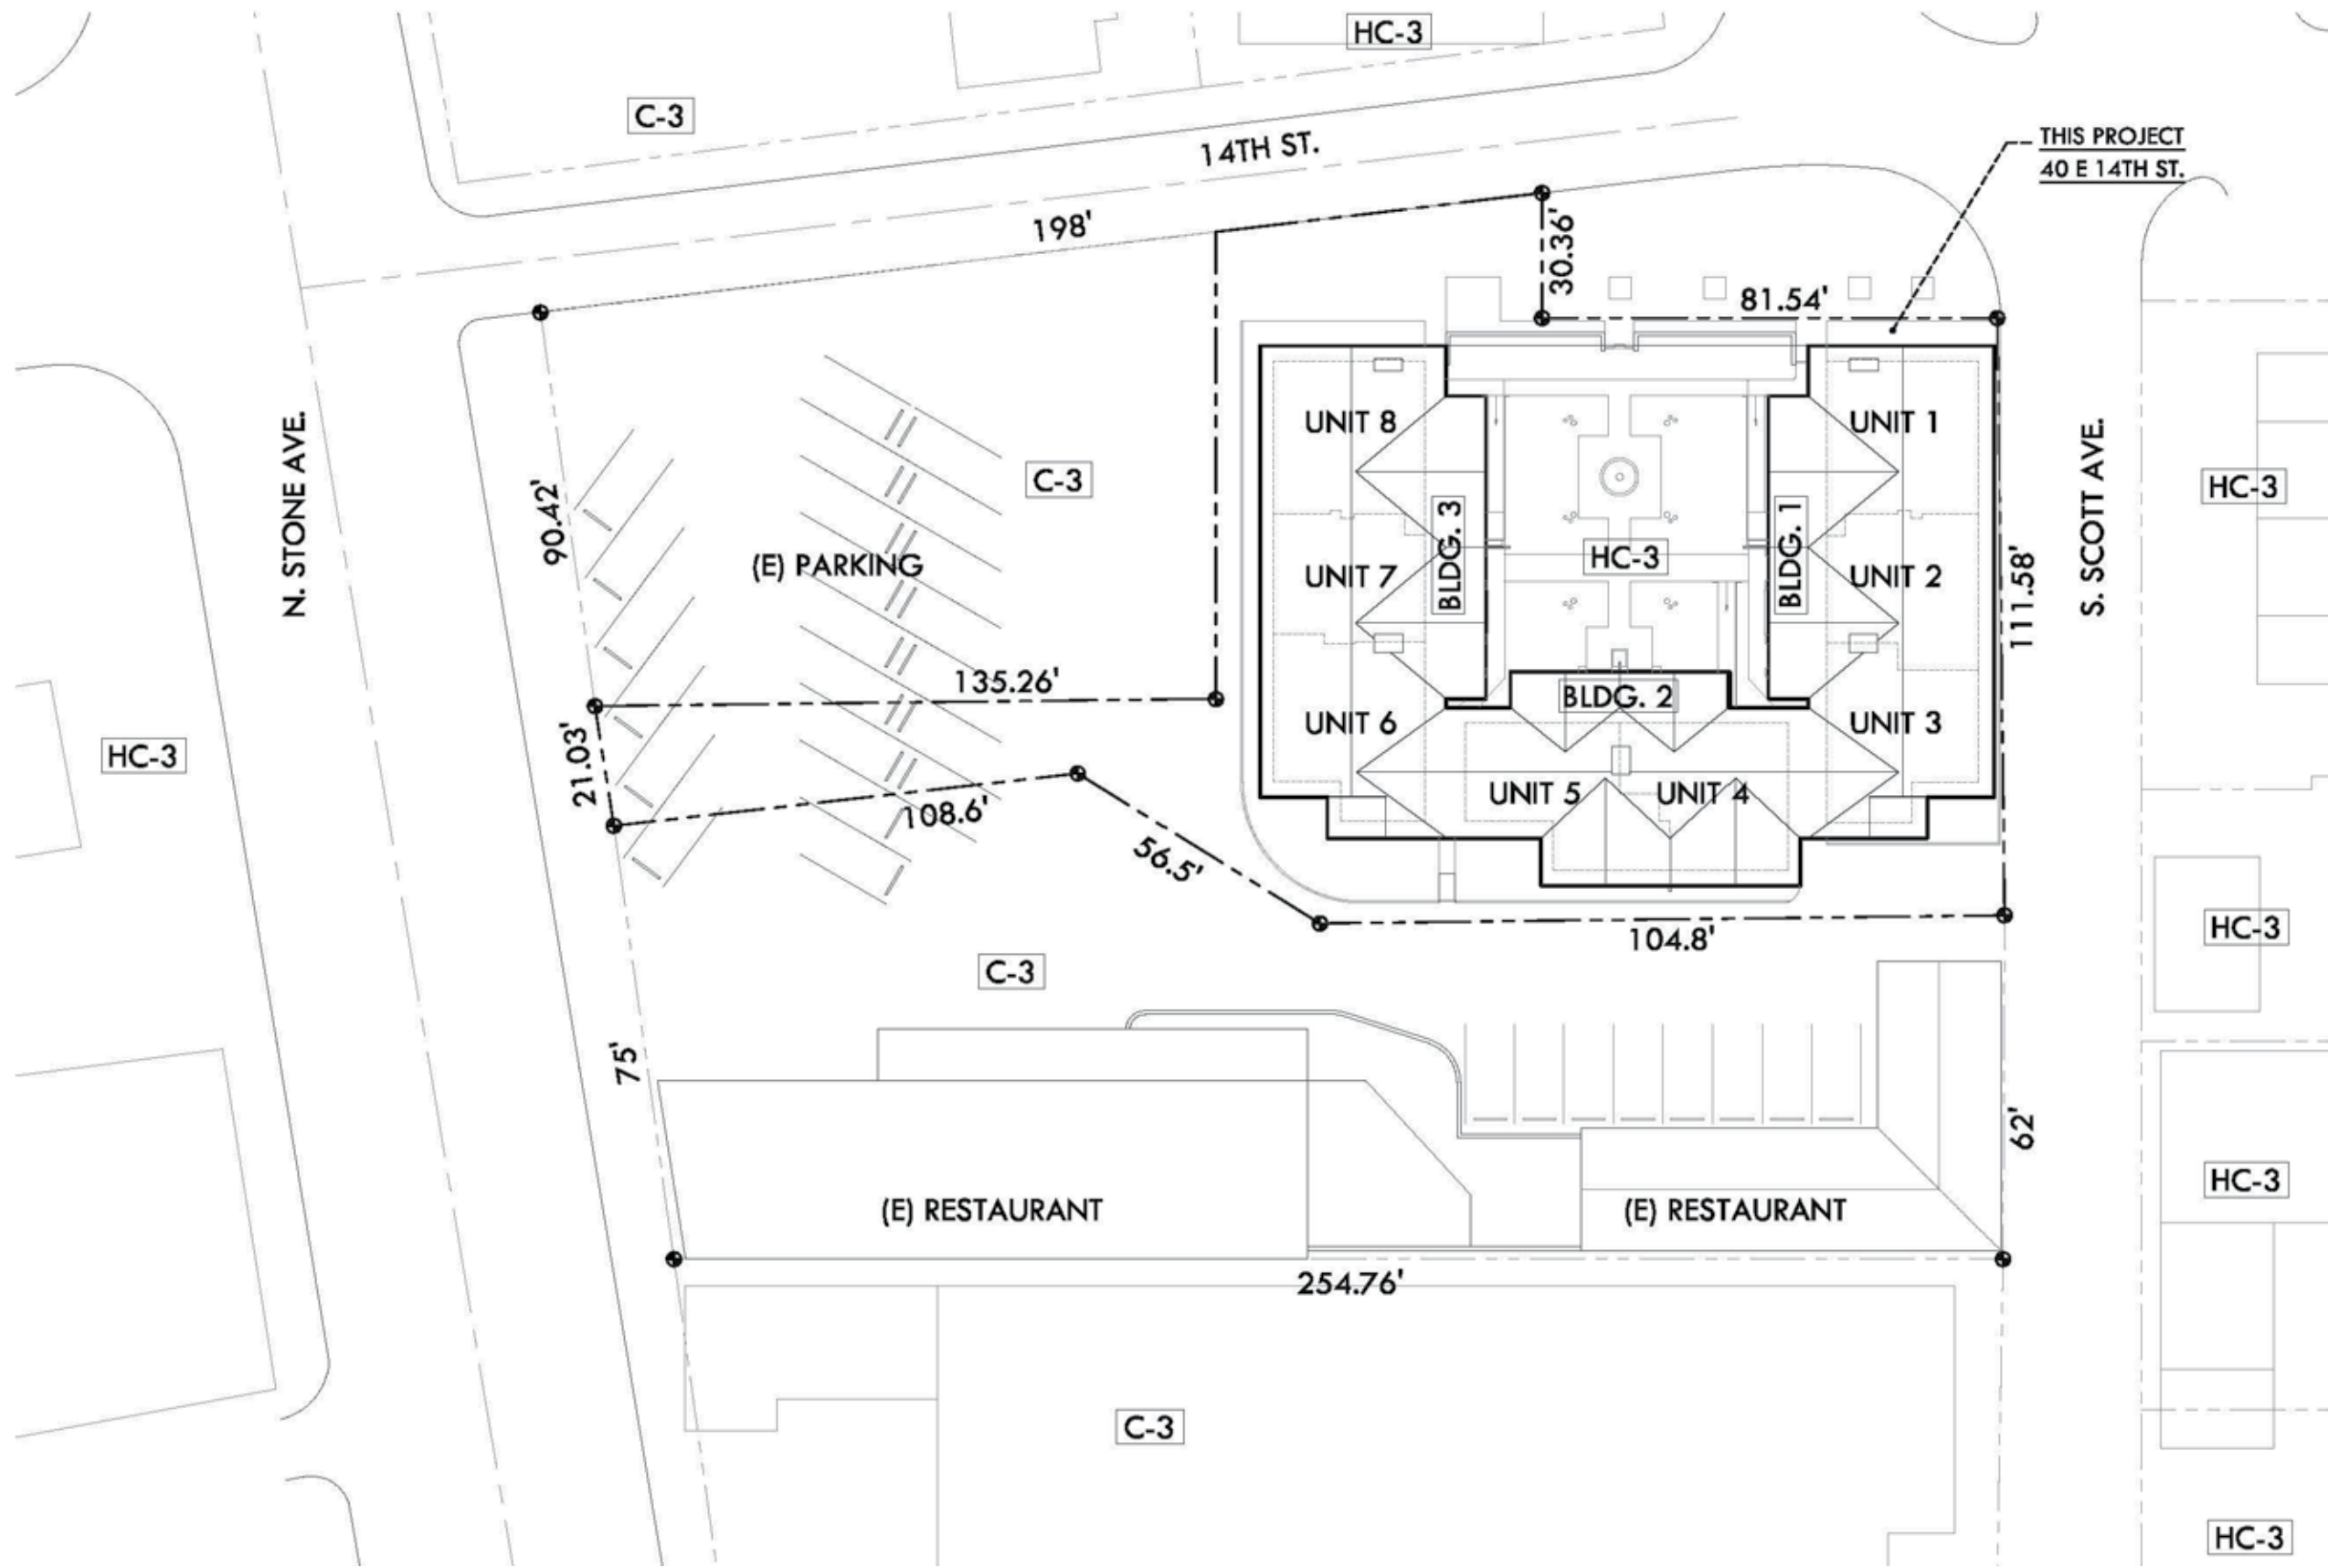 HC-3
C-3
14TH ST.
THIS PROJECT
40 E 14TH ST.
198'
30.36'
81.54'
N. STONE AVE.
90.42'
(E) PARKING
C-3
UNIT 8
UNIT 1
BLDG. 3
HC-3
BLDG. 1
UNIT 7
UNIT 2
111.58'
S. SCOTT AVE.
HC-3
135.26'
BLDG. 2
UNIT 6
UNIT 3
HC-3
21.03'
108.6'
UNIT 5
UNIT 4
56.5'
104.8'
HC-3
C-3
75'
62'
(E) RESTAURANT
(E) RESTAURANT
HC-3
254.76'
C-3
HC-3